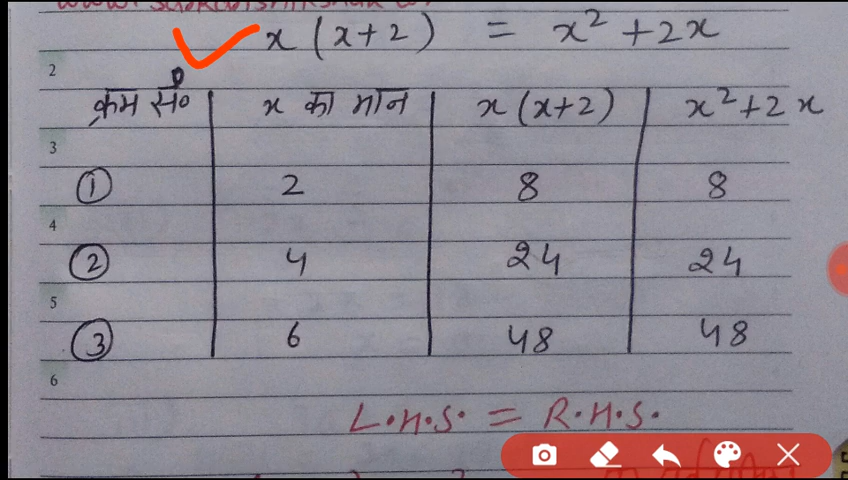 x (x+2) = x² + 2x
2
क्रम सं० x का मान x (x+2) x² + 2x
3
① 2 8 8
4
② 4 24 24
5
③ 6 48 48
6
L.H.S. = R.H.S.